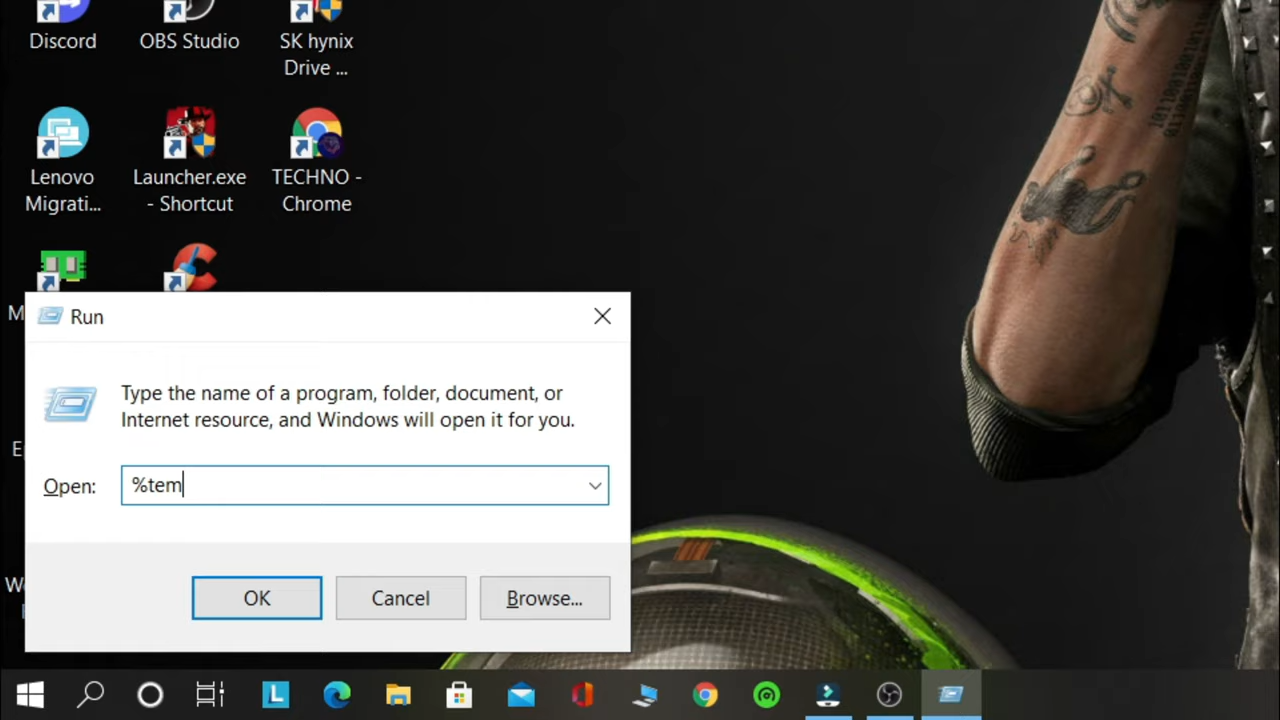 Discord
OBS Studio
SK hynix
Drive ...
Lenovo
Migrati...
Launcher.exe
- Shortcut
TECHNO -
Chrome
M
E
W
Run
Type the name of a program, folder, document, or
Internet resource, and Windows will open it for you.
Open:
%tem
OK
Cancel
Browse...
L